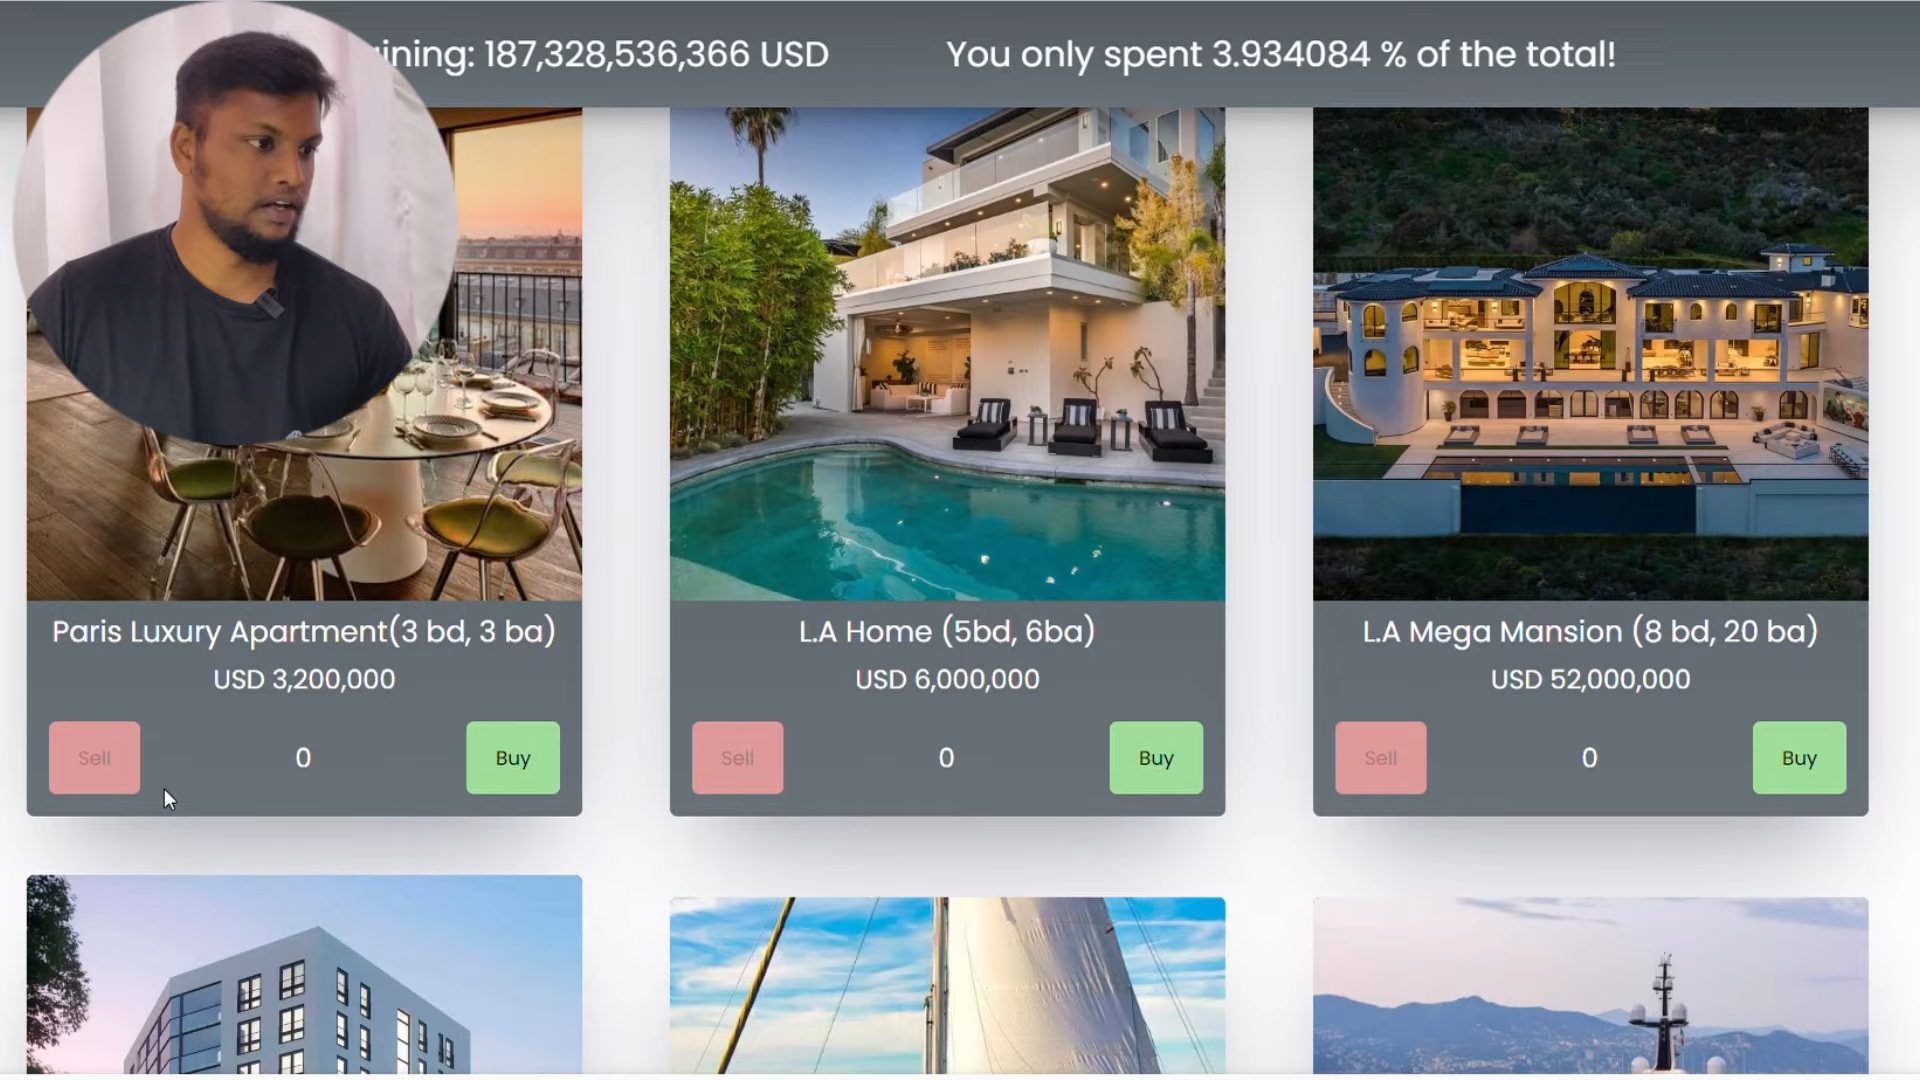 ining: 187,328,536,366 USD
You only spent 3.934084 % of the total!
Paris Luxury Apartment(3 bd, 3 ba)
USD 3,200,000
Sell
0
Buy
L.A Home (5bd, 6ba)
USD 6,000,000
Sell
0
Buy
L.A Mega Mansion (8 bd, 20 ba)
USD 52,000,000
Sell
0
Buy